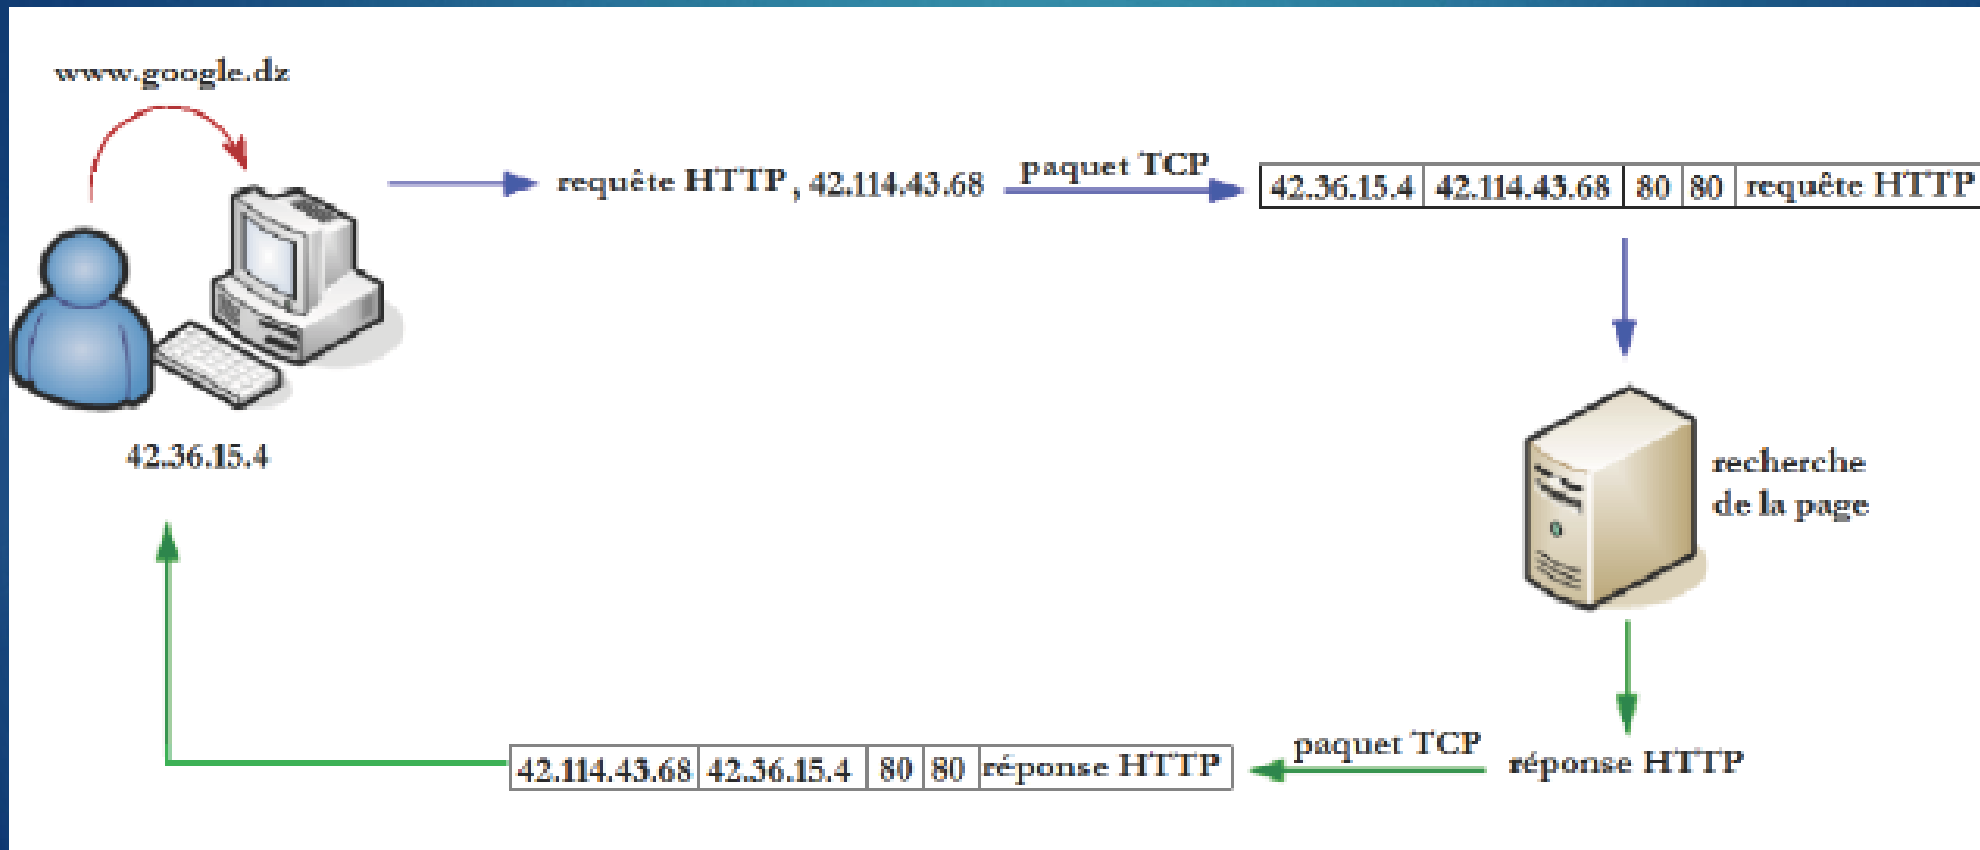 www.google.dz
requête HTTP, 42.114.43.68
paquet TCP
42.36.15.4 42.114.43.68 80 80 requête HTTP
42.36.15.4
recherche
de la page
réponse HTTP
paquet TCP
42.114.43.68 42.36.15.4 80 80 réponse HTTP